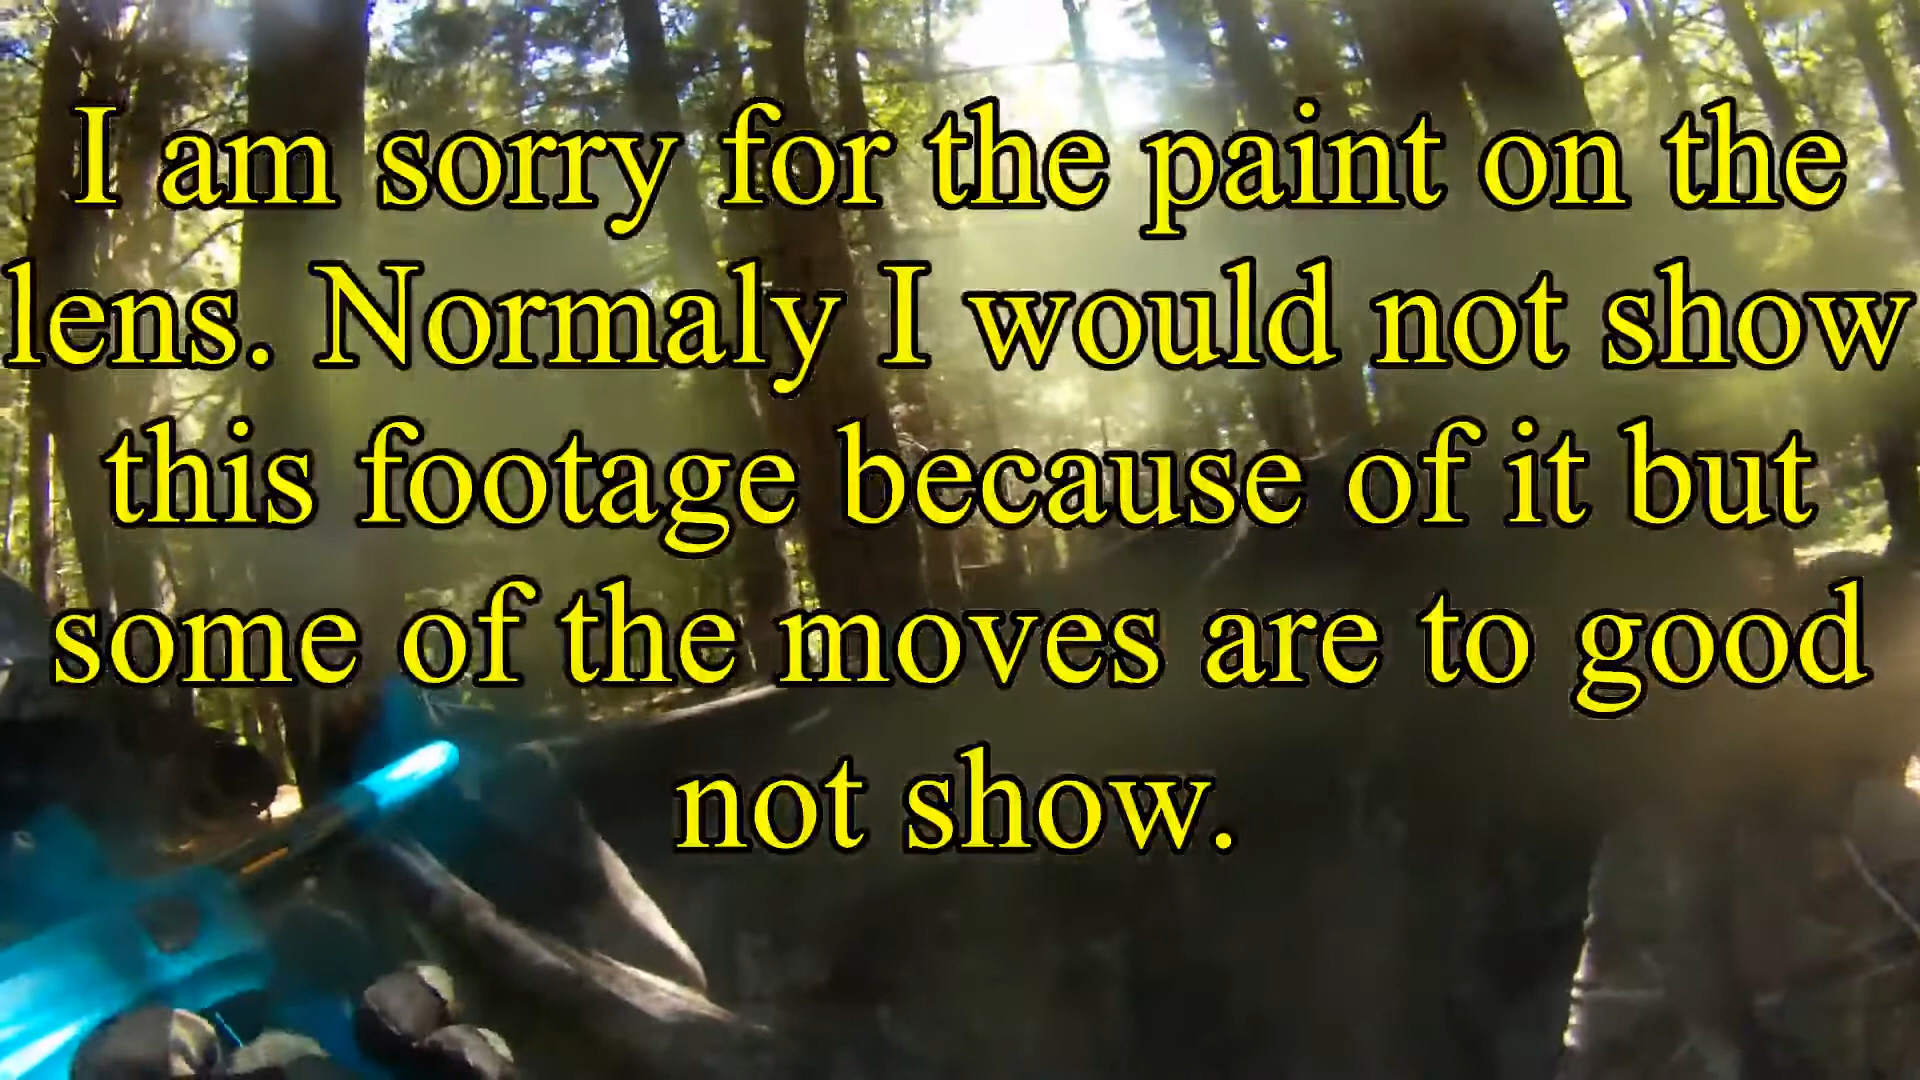 I am sorry for the paint on the
lens. Normaly I would not show
this footage because of it but
some of the moves are to good
not show.